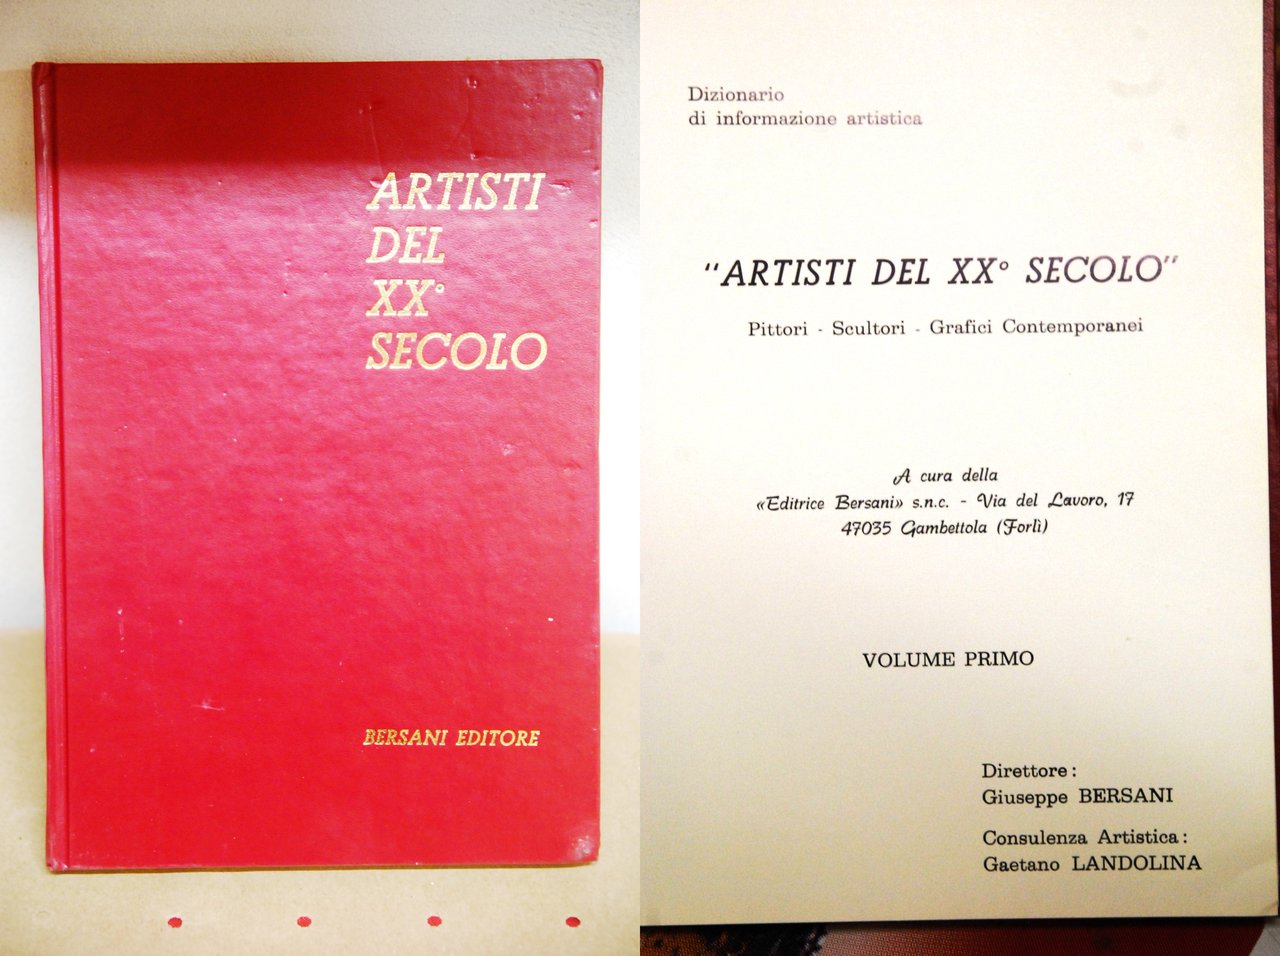 ARTISTI
DEL
XX°
SECOLO
BERSANI EDITORE
Dizionario
di informazione artistica
"ARTISTI DEL XX° SECOLO"
Pittori - Scultori - Grafici Contemporanei
A cura della
«Editrice Bersani» s.n.c. - Via del Lavoro, 17
47035 Gambettola (Forlì)
VOLUME PRIMO
Direttore:
Giuseppe BERSANI
Consulenza Artistica:
Gaetano LANDOLINA